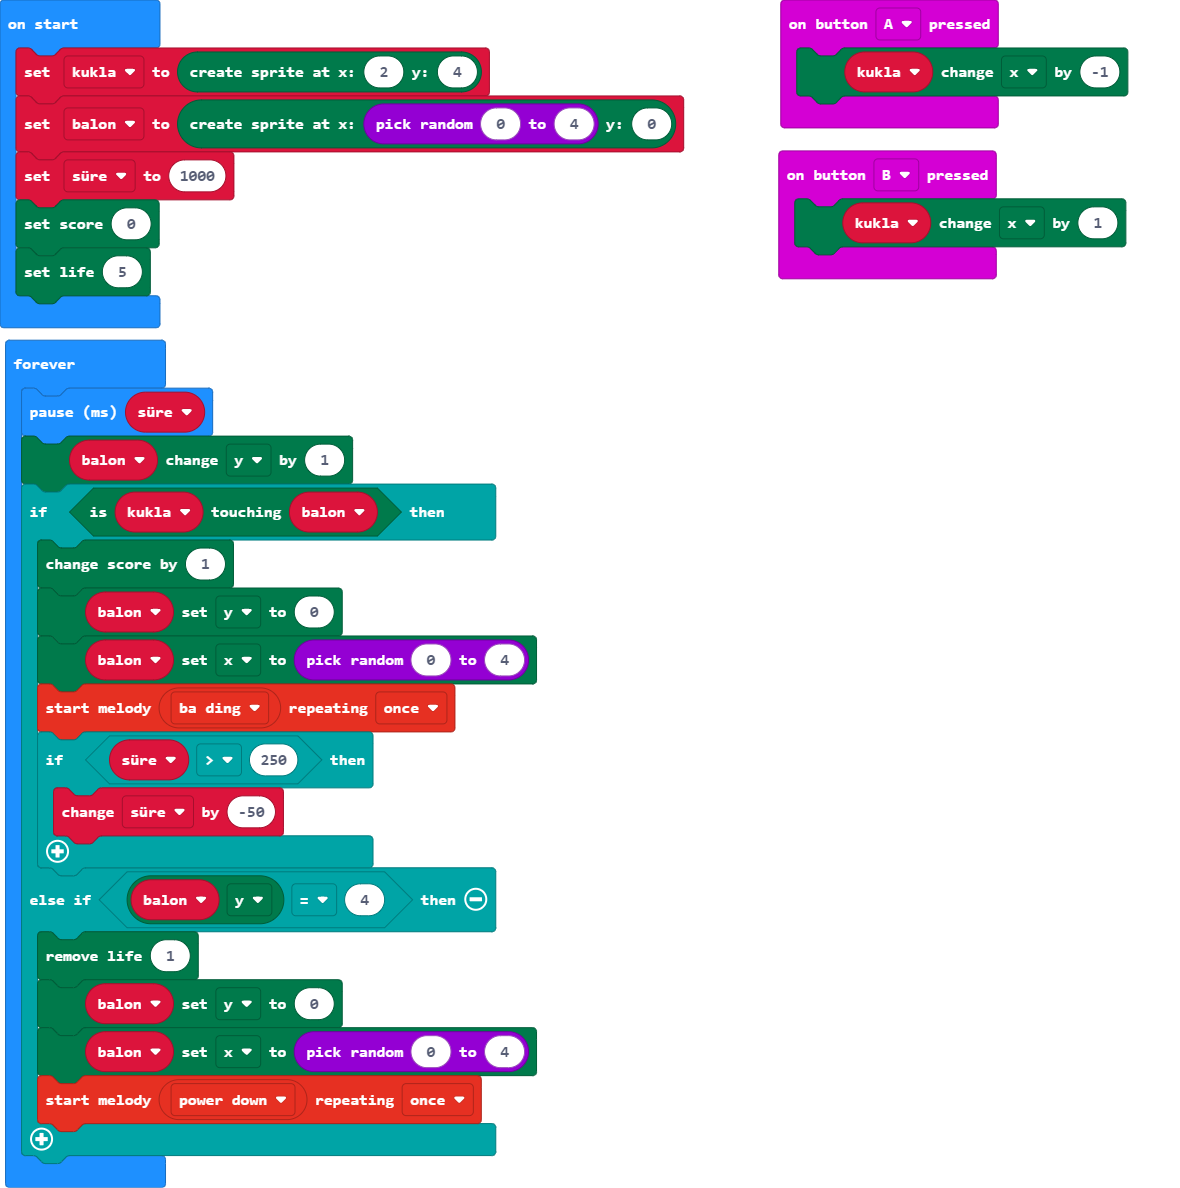 on start
set kukla to create sprite at x: 2 y: 4
set balon to create sprite at x: pick random 0 to 4 y: 0
set süre to 1000
set score 0
set life 5
on button A pressed
kukla change x by -1
on button B pressed
kukla change x by 1
forever
pause (ms) süre
balon change y by 1
if is kukla touching balon then
change score by 1
balon set y to 0
balon set x to pick random 0 to 4
start melody ba ding repeating once
if süre > 250 then
change süre by -50
else if balon y = 4 then
remove life 1
balon set y to 0
balon set x to pick random 0 to 4
start melody power down repeating once